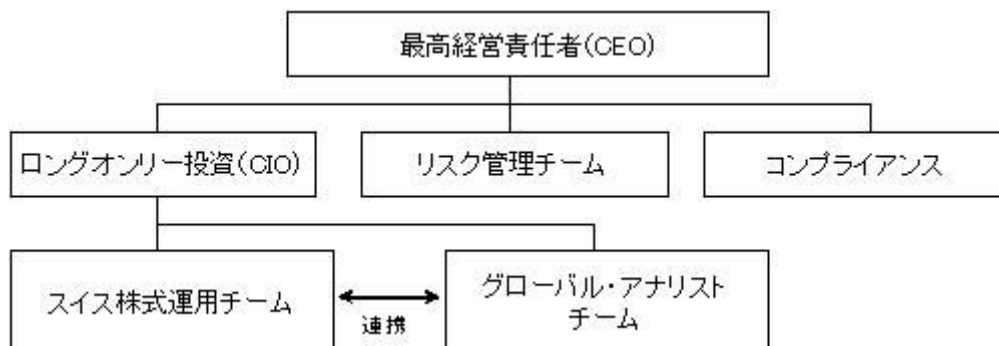 最高経営責任者(CEO)
ロングオンリー投資(CIO)
リスク管理チーム
コンプライアンス
スイス株式運用チーム
連携
グローバル・アナリスト
チーム